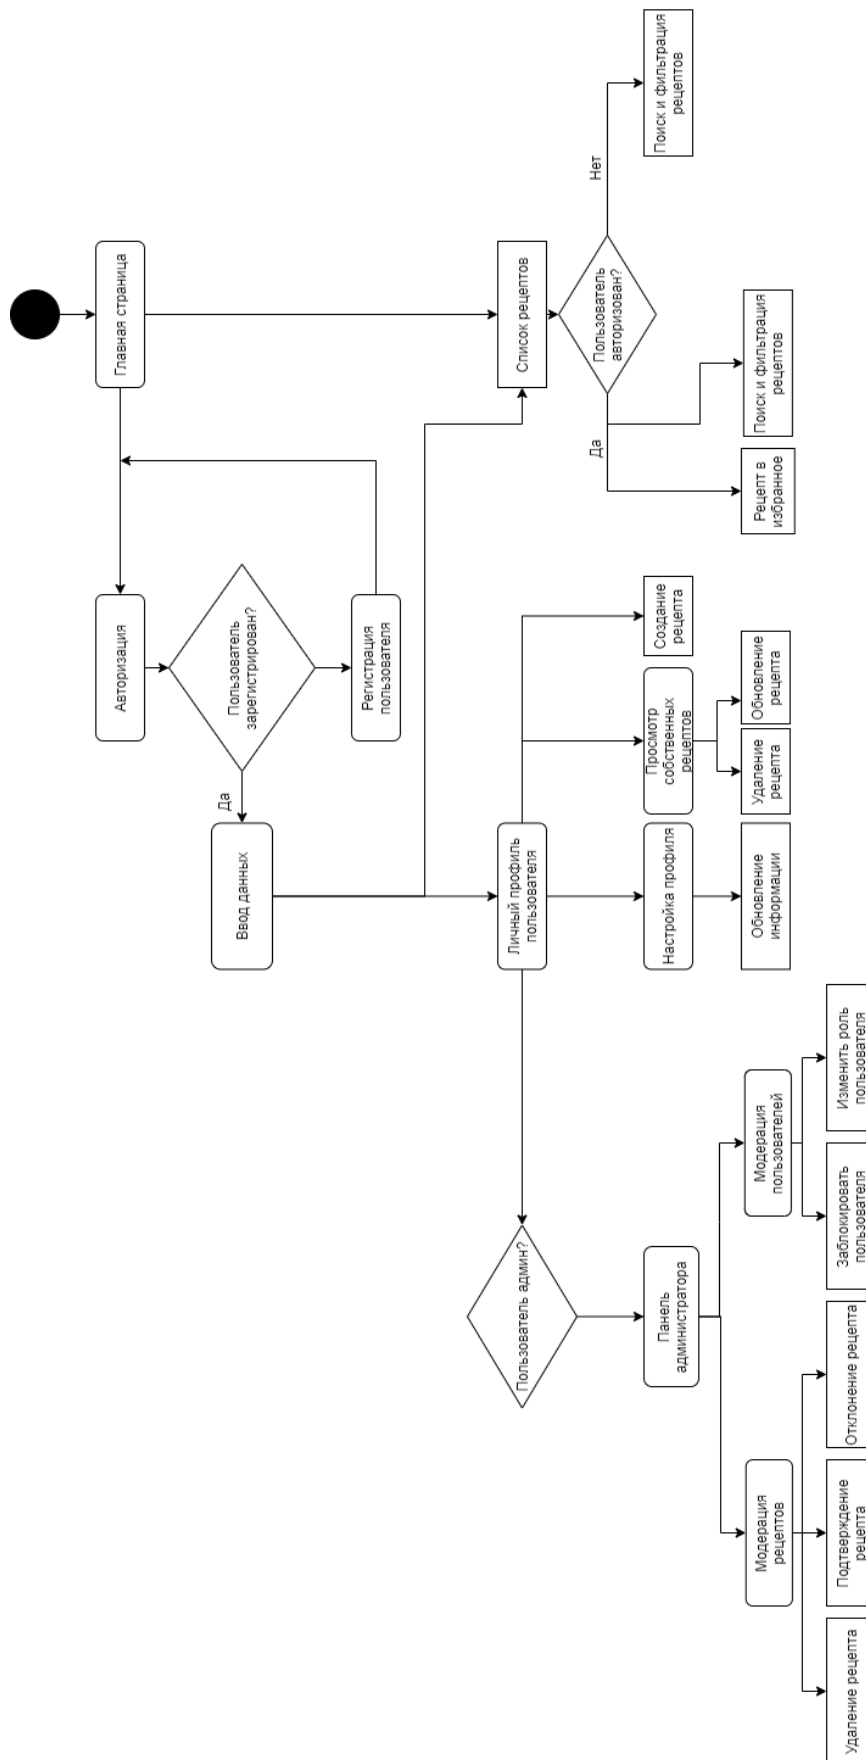 Главная страница
Авторизация
Пользователь
зарегистрирован?
Регистрация
пользователя
Да
Ввод данных
Список рецептов
Пользователь
авторизован?
Нет
Поиск и фильтрация
рецептов
Да
Рецепт в
избранное
Поиск и фильтрация
рецептов
Личный профиль
пользователя
Настройка профиля
Обновление
информации
Просмотр
собственных
рецептов
Удаление
рецепта
Обновление
рецепта
Создание
рецепта
Пользователь админ?
Панель
администратора
Модерация
рецептов
Удаление рецепта
Подтверждение
рецепта
Отклонение рецепта
Модерация
пользователей
Заблокировать
пользователя
Изменить роль
пользователя